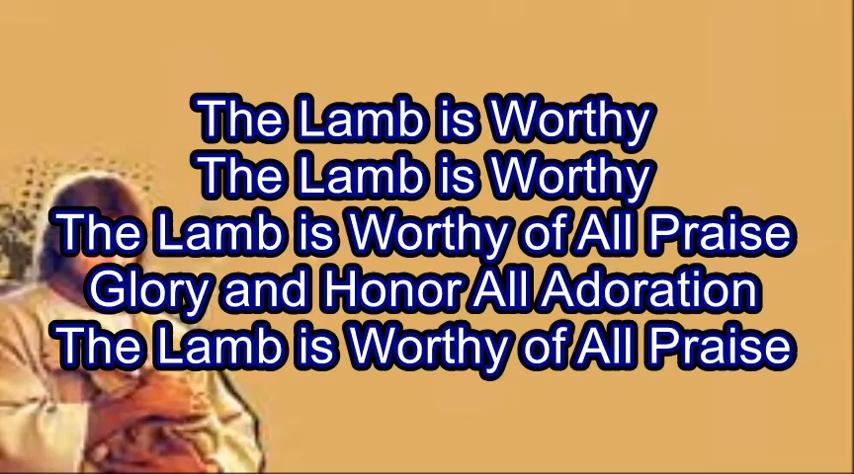 The Lamb is Worthy
The Lamb is Worthy
The Lamb is Worthy of All Praise
Glory and Honor All Adoration
The Lamb is Worthy of All Praise